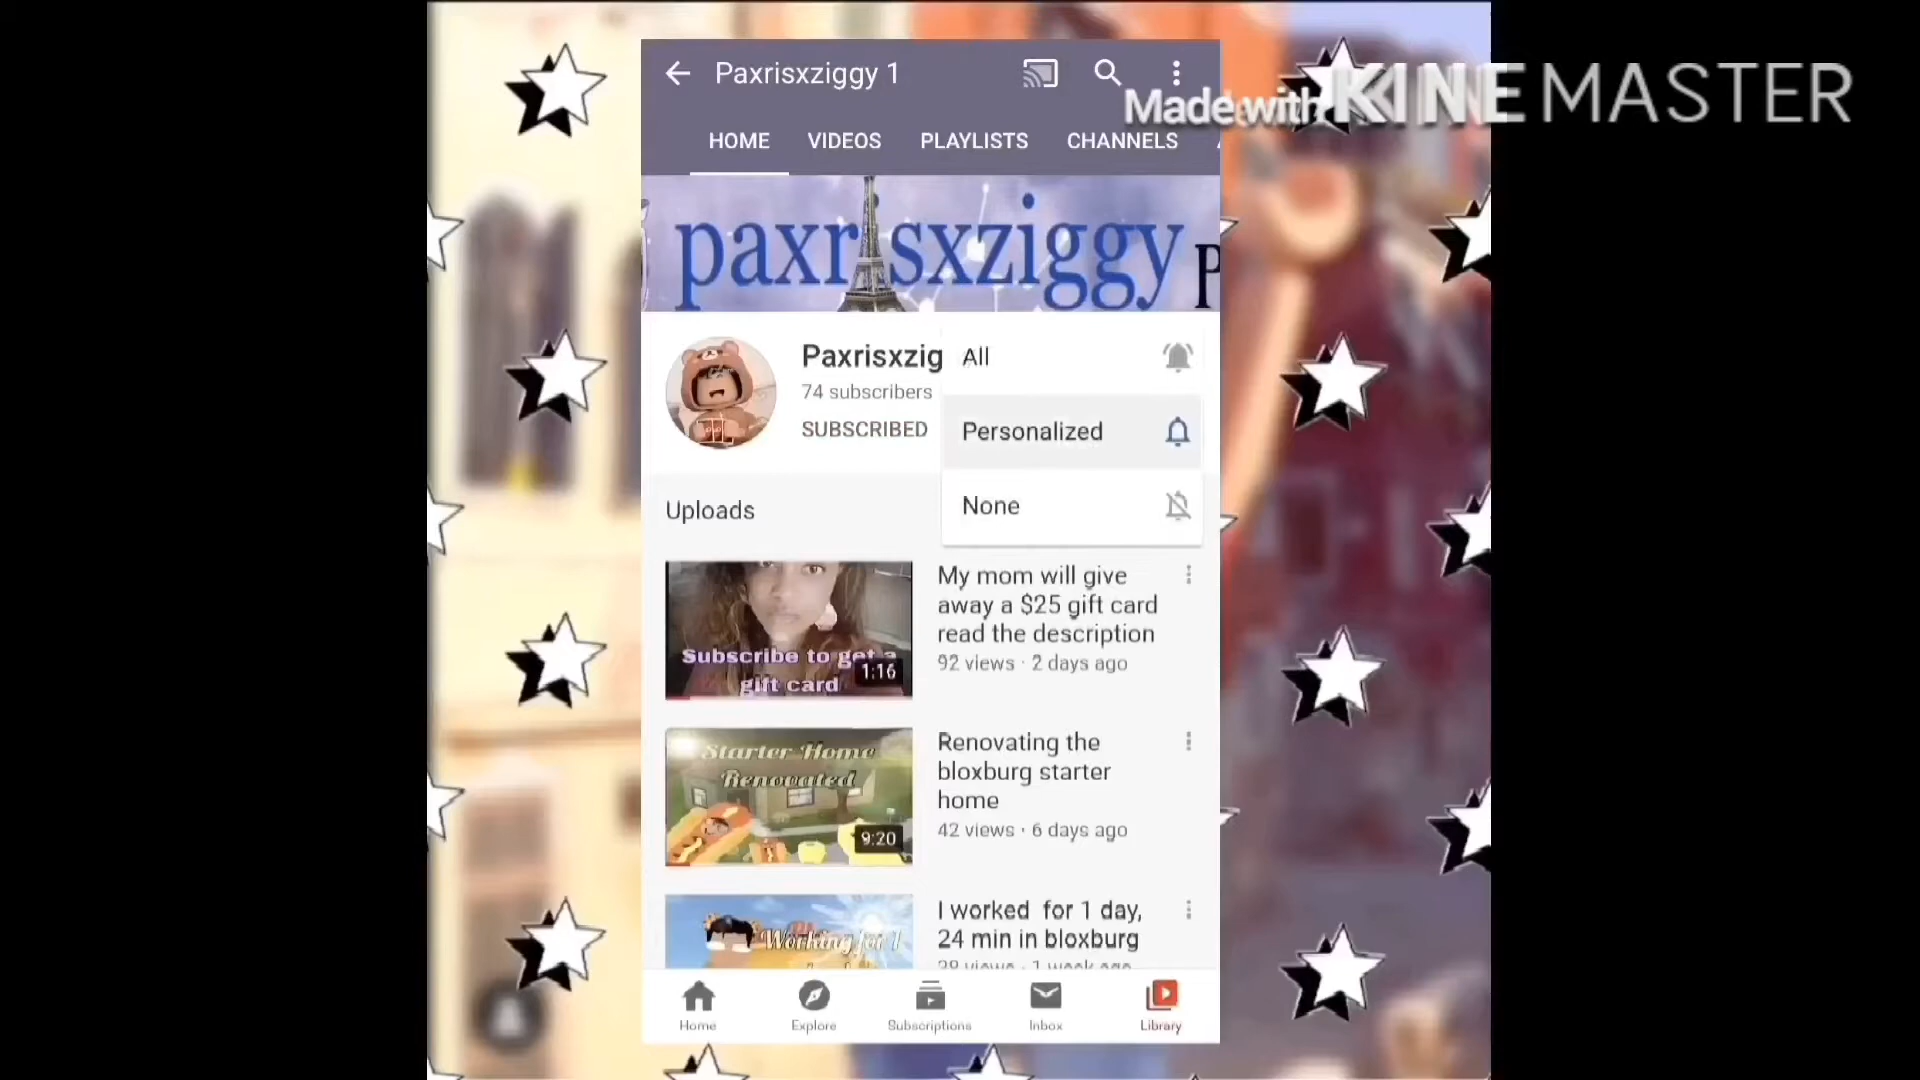 Paxrisxziggy 1
Made with KINEMASTER
HOME VIDEOS PLAYLISTS CHANNELS
paxrisxziggy P
Paxrisxzig
74 subscribers
SUBSCRIBED
All
Personalized
None
Uploads
Subscribe to get a
gift card
1:16
My mom will give
away a $25 gift card
read the description
92 views · 2 days ago
Starter Home
Renovated
9:20
Renovating the
bloxburg starter
home
42 views · 6 days ago
Working for 1
I worked for 1 day,
24 min in bloxburg
Home Explore Subscriptions Inbox Library